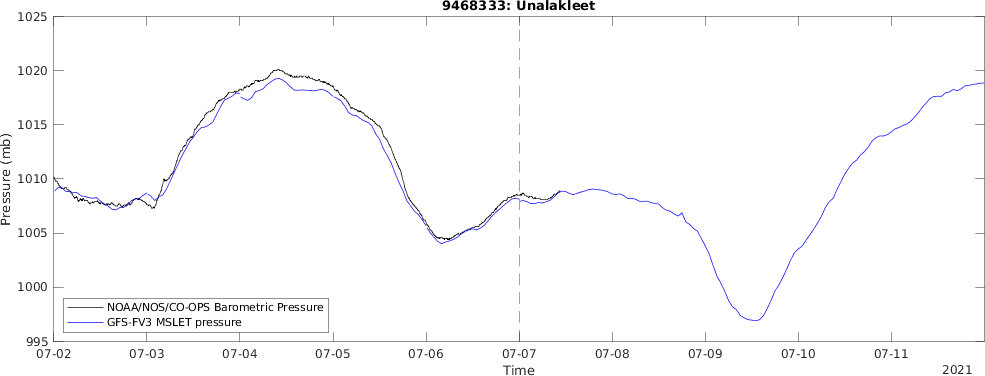 9468333: Unalakleet
1025
1020
1015
1010
1005
1000
995
Pressure (mb)
NOAA/NOS/CO-OPS Barometric Pressure
GFS-FV3 MSLET pressure
07-02 07-03 07-04 07-05 07-06 07-07 07-08 07-09 07-10 07-11
Time
2021